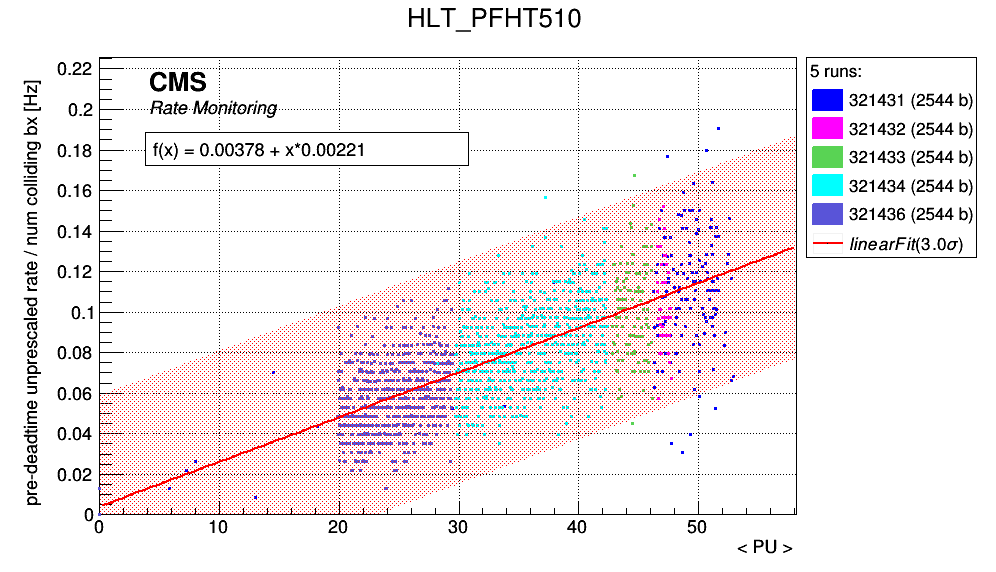 HLT_PFHT510
pre-deadtime unprescaled rate / num colliding bx [Hz]
0.22
0.2
0.18
0.16
0.14
0.12
0.1
0.08
0.06
0.04
0.02
0
CMS
Rate Monitoring
f(x) = 0.00378 + x*0.00221
0 10 20 30 40 50
< PU >
5 runs:
321431 (2544 b)
321432 (2544 b)
321433 (2544 b)
321434 (2544 b)
321436 (2544 b)
linearFit(3.0σ)